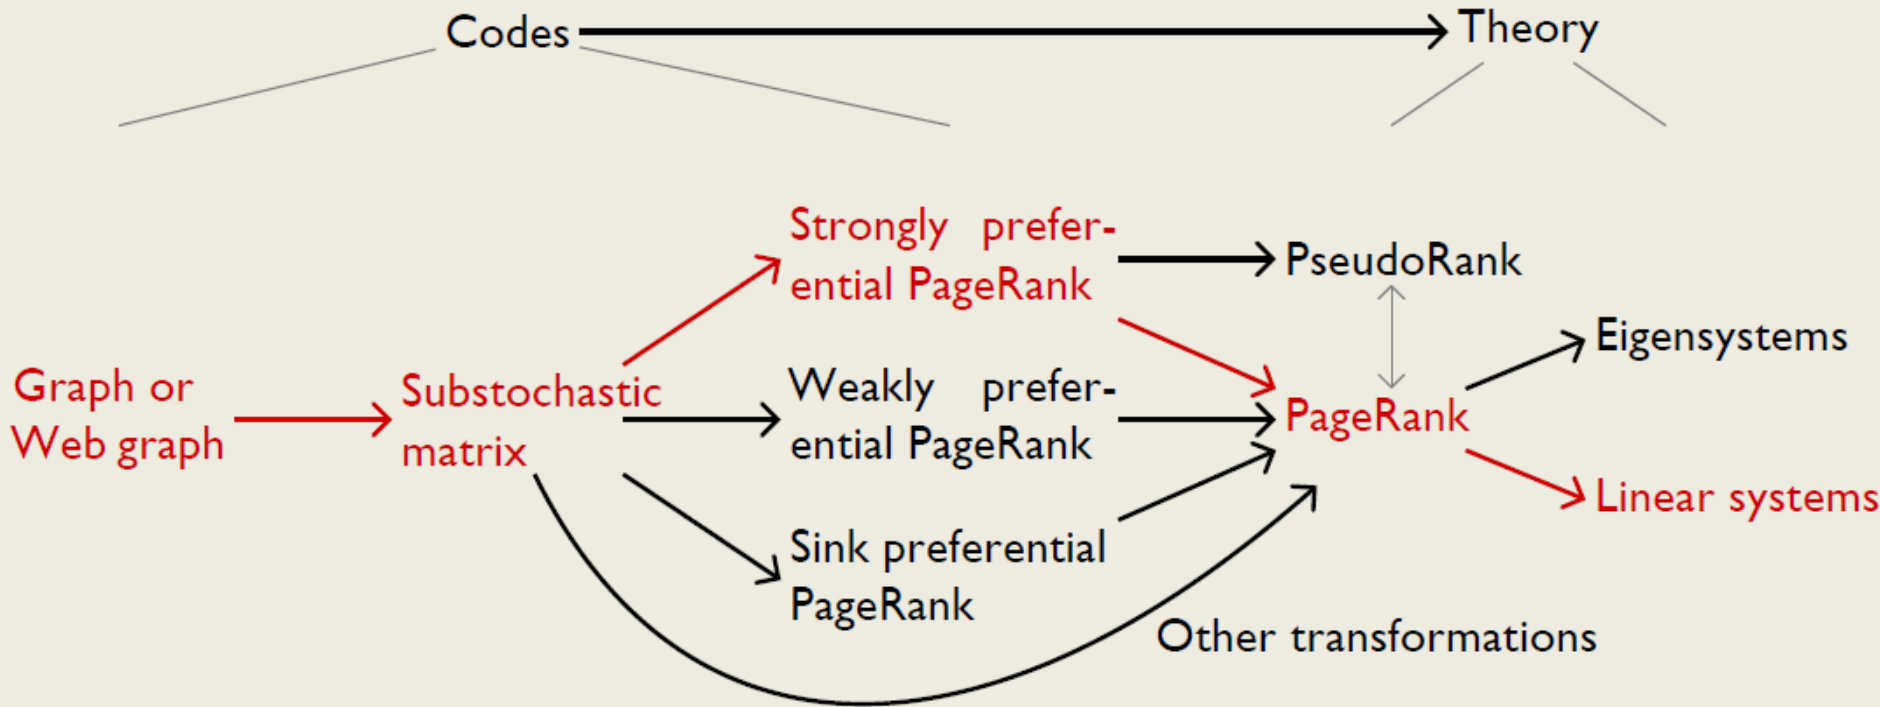 Codes
Theory
Strongly prefer-
ential PageRank
PseudoRank
Eigensystems
Graph or
Web graph
Substochastic
matrix
Weakly prefer-
ential PageRank
PageRank
Linear systems
Sink preferential
PageRank
Other transformations